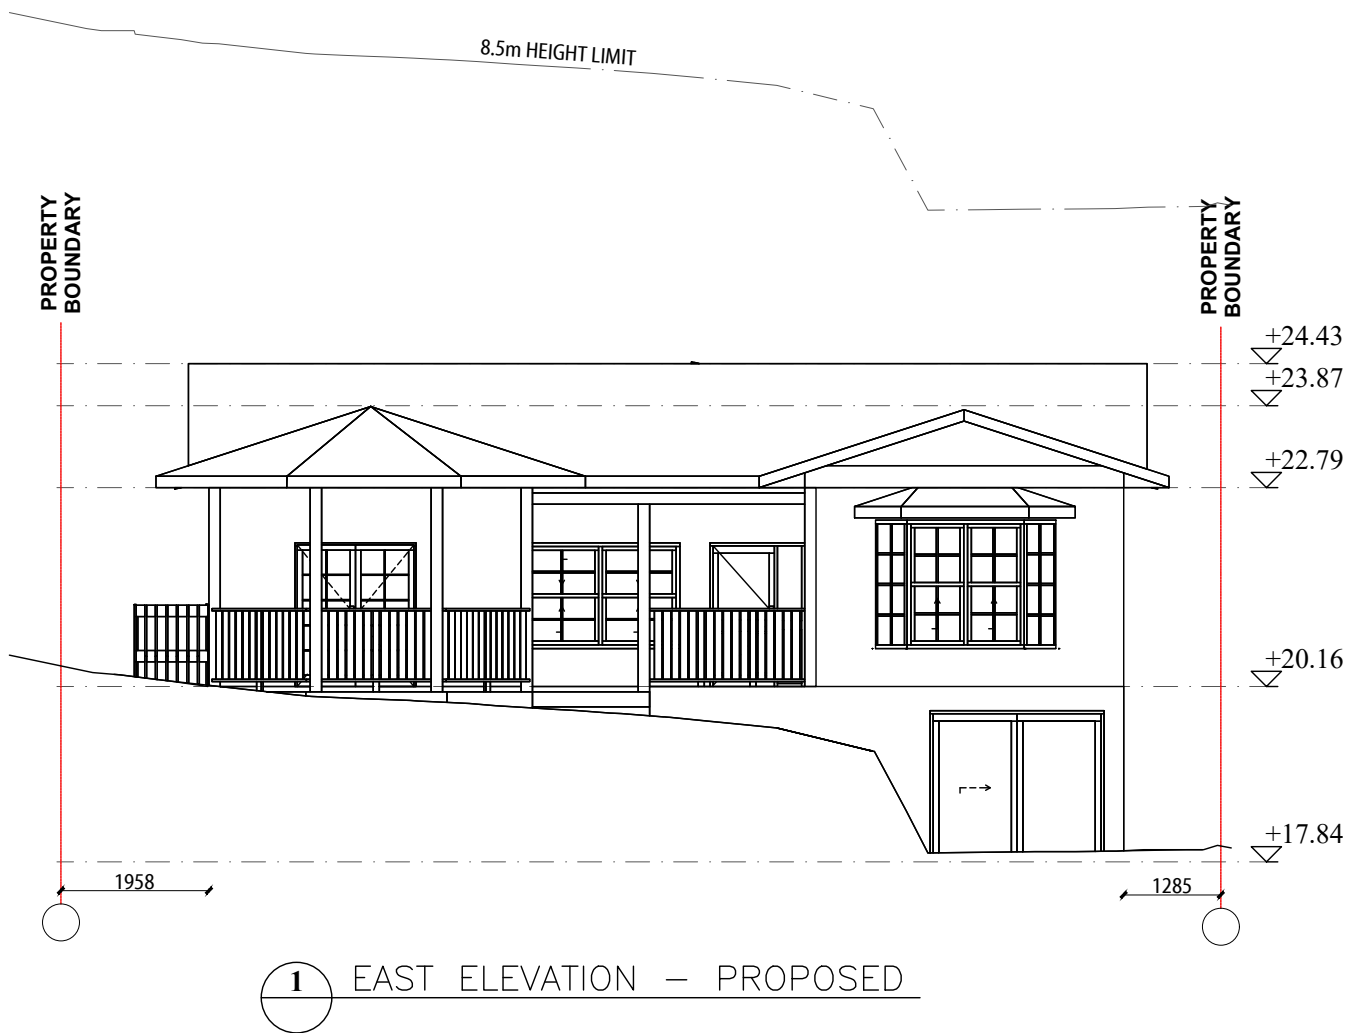 8.5m HEIGHT LIMIT
PROPERTY
BOUNDARY
PROPERTY
BOUNDARY
+24.43
+23.87
+22.79
+20.16
+17.84
1958
1285
1 EAST ELEVATION – PROPOSED